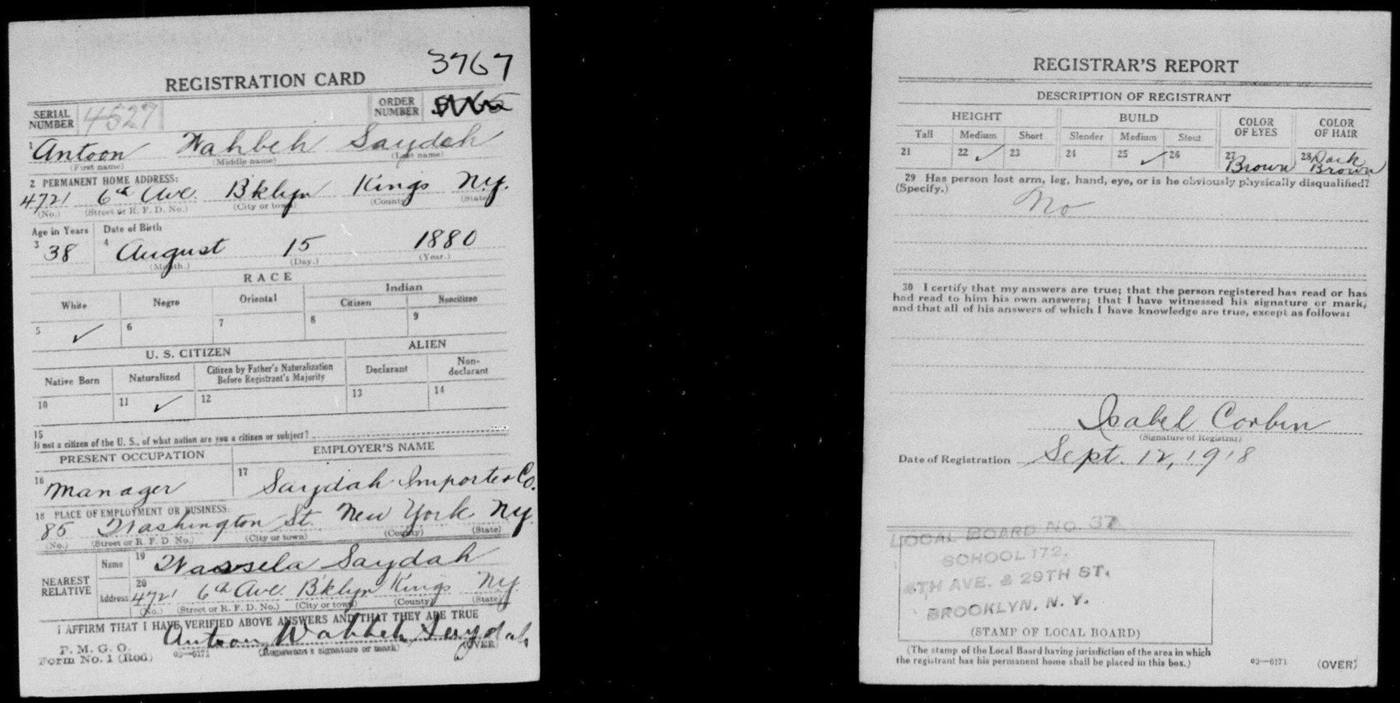 3767
REGISTRATION CARD
SERIAL NUMBER 4527 ORDER NUMBER
1 Antoon Wahbeh Saydah
(First name) (Middle name) (Last name)
2 PERMANENT HOME ADDRESS:
4721 6th Ave. B'klyn Kings N.y.
(No.) (Street or R. F. D. No.) (City or town) (County) (State)
Age in Years Date of Birth
3 38 4 August 15 1880
(Month.) (Day.) (Year.)
RACE
White Negro Oriental Indian
Citizen Noncitizen
5 ✓ 6 7 8 9
U. S. CITIZEN ALIEN
Native Born Naturalized Citizen by Father's Naturalization Before Registrant's Majority Declarant Non-declarant
10 11 ✓ 12 13 14
15
If not a citizen of the U. S., of what nation are you a citizen or subject?
PRESENT OCCUPATION EMPLOYER'S NAME
16 Manager 17 Saydah Importer Co.
18 PLACE OF EMPLOYMENT OR BUSINESS:
85 Washington St. New York Ny.
(No.) (Street or R. F. D. No.) (City or town) (County) (State)
NEAREST RELATIVE Name 19 Wassela Saydah
Address 20 4721 6th Ave. B'klyn Kings Ny
(No.) (Street or R. F. D. No.) (City or town) (County) (State)
I AFFIRM THAT I HAVE VERIFIED ABOVE ANSWERS AND THAT THEY ARE TRUE
Antoon Wahbeh Saydah
P. M. G. O.
Form No. 1 (Red) 03-6171 (Registrant's signature or mark) (OVER)
REGISTRAR'S REPORT
DESCRIPTION OF REGISTRANT
HEIGHT BUILD COLOR OF EYES COLOR OF HAIR
Tall Medium Short Slender Medium Stout
21 22 ✓ 23 24 25 ✓ 26 27 Brown 28 Dark Brown
29 Has person lost arm, leg, hand, eye, or is he obviously physically disqualified?
(Specify.) No
30 I certify that my answers are true; that the person registered has read or has
had read to him his own answers; that I have witnessed his signature or mark,
and that all of his answers of which I have knowledge are true, except as follows:
Isabel Corbin
(Signature of Registrar)
Date of Registration Sept. 12, 1918
LOCAL BOARD NO. 37
SCHOOL 172.
4TH AVE. & 29TH ST.
BROOKLYN, N. Y.
(STAMP OF LOCAL BOARD)
(The stamp of the Local Board having jurisdiction of the area in which
the registrant has his permanent home shall be placed in this box.)
03-6171 (OVER)